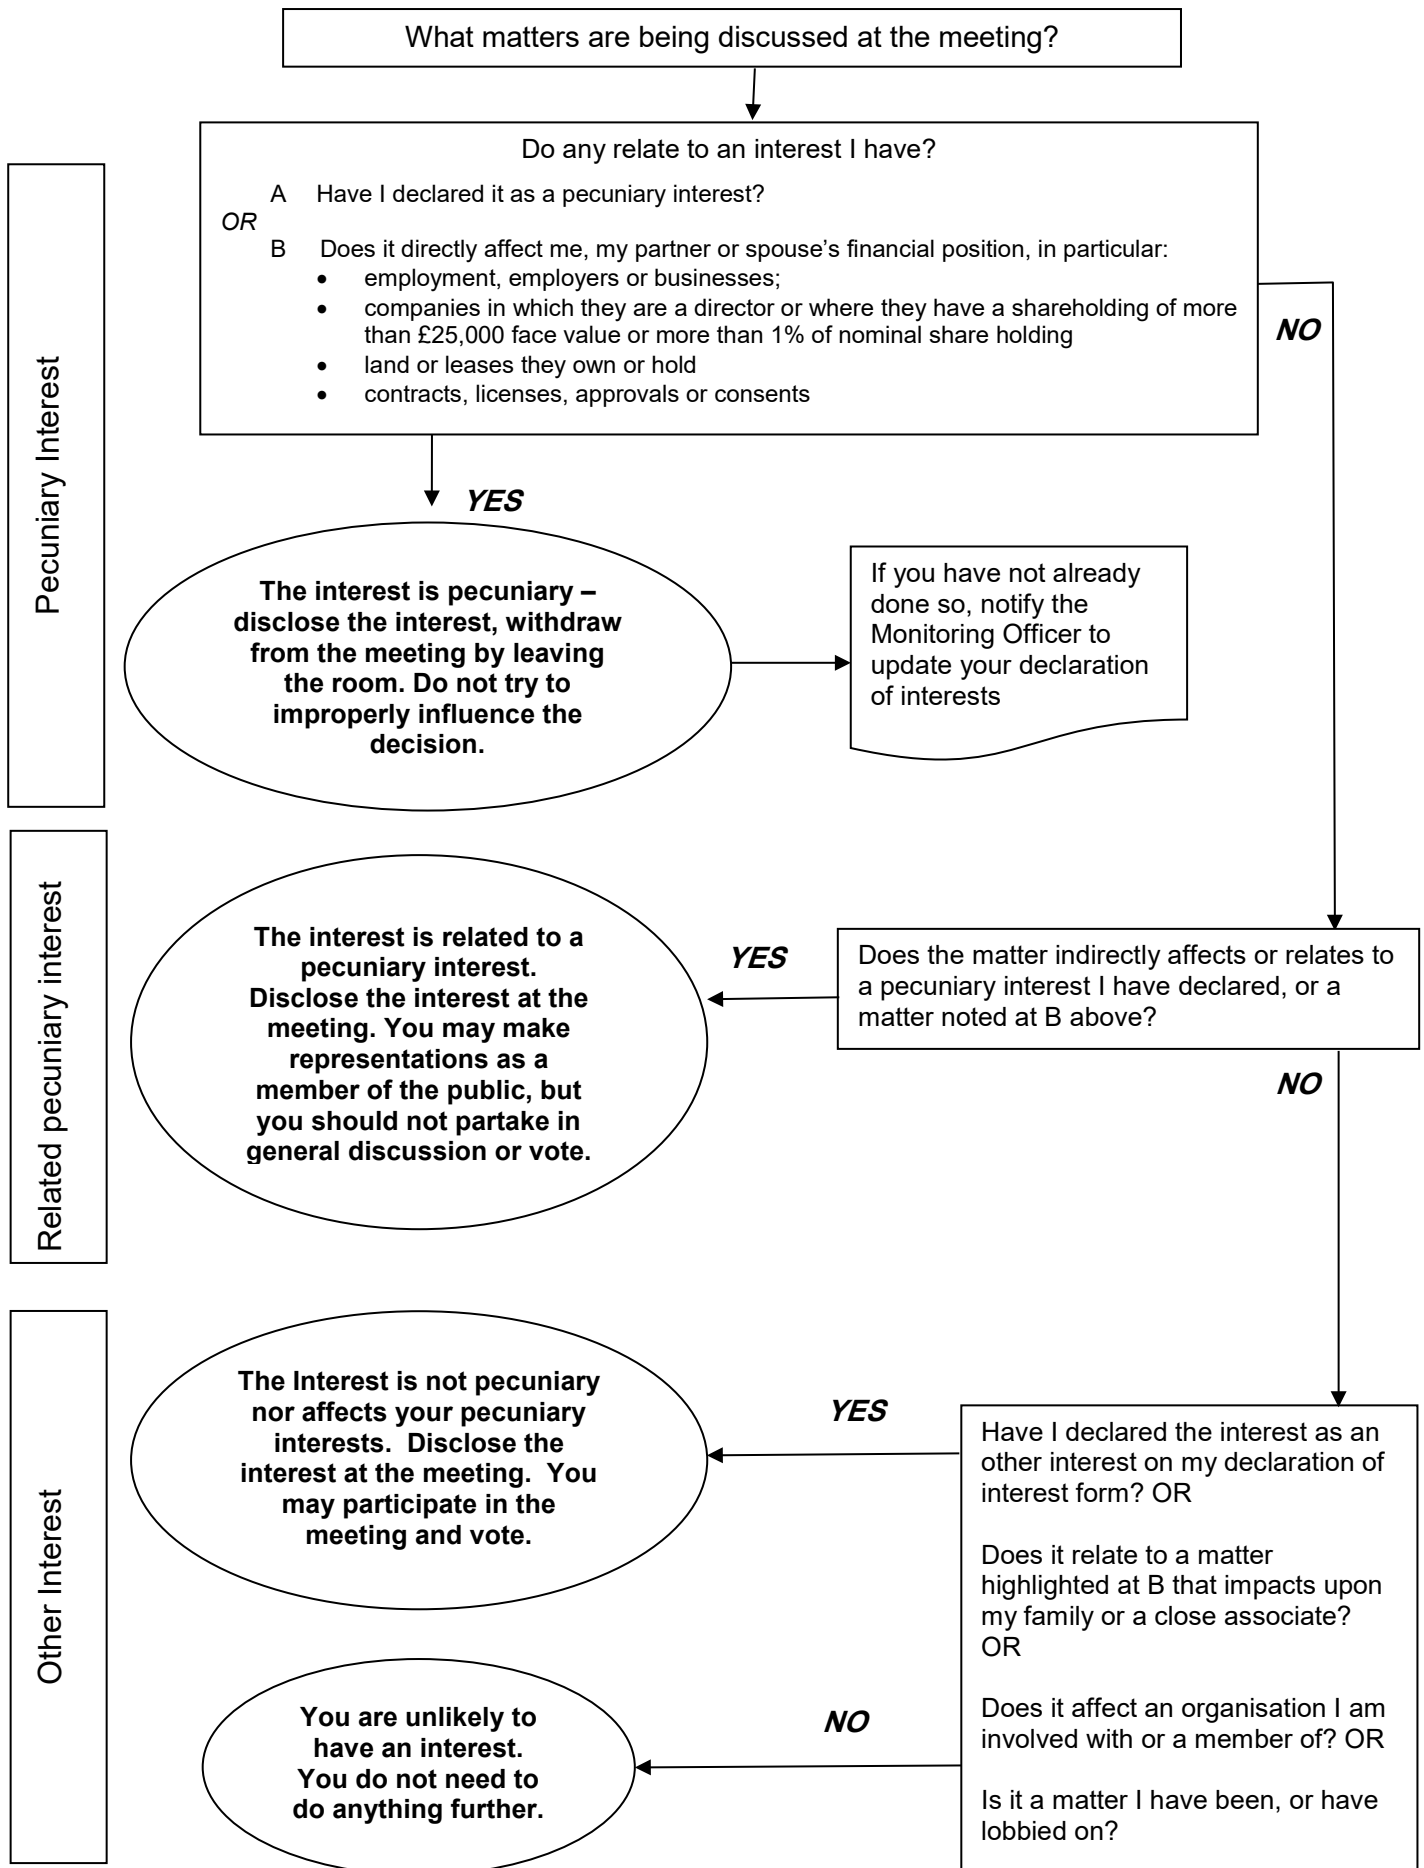 What matters are being discussed at the meeting?
Do any relate to an interest I have?
A Have I declared it as a pecuniary interest?
OR
B Does it directly affect me, my partner or spouse’s financial position, in particular:
• employment, employers or businesses;
• companies in which they are a director or where they have a shareholding of more
than £25,000 face value or more than 1% of nominal share holding
• land or leases they own or hold
• contracts, licenses, approvals or consents
NO
Pecuniary Interest
YES
The interest is pecuniary –
disclose the interest, withdraw
from the meeting by leaving
the room. Do not try to
improperly influence the
decision.
If you have not already
done so, notify the
Monitoring Officer to
update your declaration
of interests
Related pecuniary interest
The interest is related to a
pecuniary interest.
Disclose the interest at the
meeting. You may make
representations as a
member of the public, but
you should not partake in
general discussion or vote.
YES
Does the matter indirectly affects or relates to
a pecuniary interest I have declared, or a
matter noted at B above?
NO
Other Interest
The Interest is not pecuniary
nor affects your pecuniary
interests. Disclose the
interest at the meeting. You
may participate in the
meeting and vote.
YES
Have I declared the interest as an
other interest on my declaration of
interest form? OR
Does it relate to a matter
highlighted at B that impacts upon
my family or a close associate?
OR
Does it affect an organisation I am
involved with or a member of? OR
Is it a matter I have been, or have
lobbied on?
NO
You are unlikely to
have an interest.
You do not need to
do anything further.